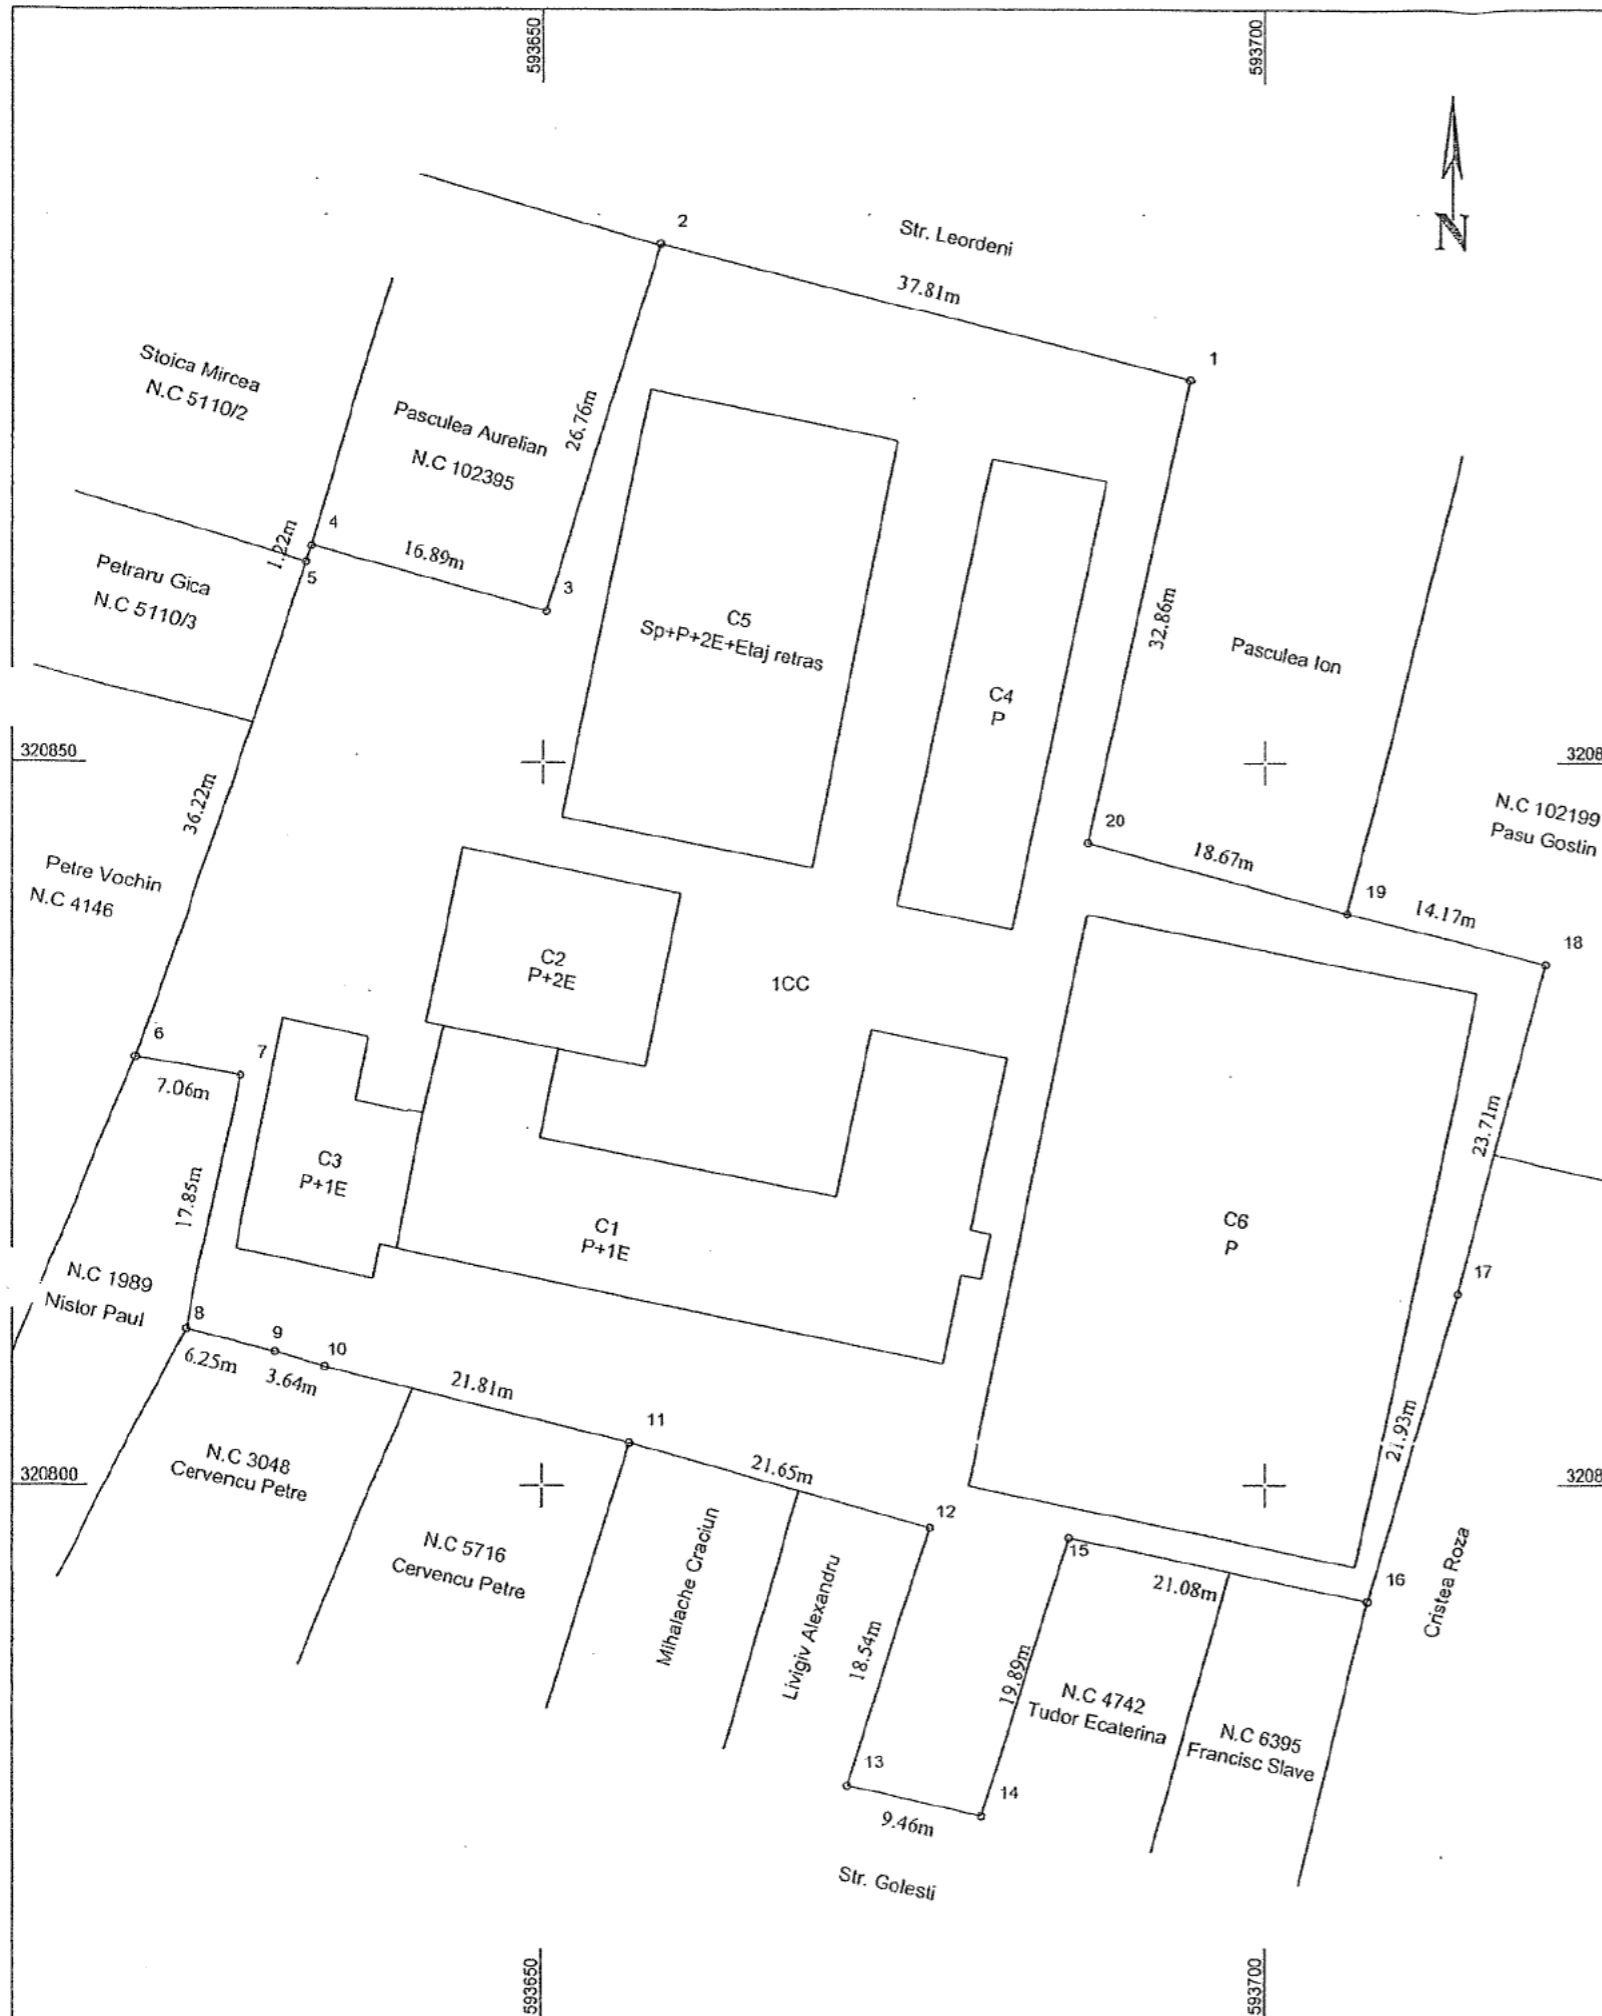 593650
593700
N
2
Str. Leordeni
37.81m
1
Stoica Mircea
N.C 5110/2
Pasculea Aurelian
N.C 102395
26.76m
4
1.22m
5
16.89m
3
Petraru Gica
N.C 5110/3
C5
Sp+P+2E+Etaj retras
32.86m
Pasculea Ion
C4
P
320850
3208
36.22m
N.C 102199
Pasu Gostin
20
18.67m
19
14.17m
18
Petre Vochin
N.C 4146
C2
P+2E
1CC
6
7
7.06m
23.71m
C3
P+1E
17.85m
C1
P+1E
C6
P
N.C 1989
Nistor Paul
17
8
9
10
6.25m
3.64m
21.81m
11
21.93m
N.C 3048
Cervencu Petre
21.65m
320800
3208
12
N.C 5716
Cervencu Petre
Mihalache Craciun
Livigiv Alexandru
15
21.08m
16
Cristea Roza
18.54m
19.89m
N.C 4742
Tudor Ecaterina
N.C 6395
Francisc Slave
13
14
9.46m
Str. Golesti
593650
593700